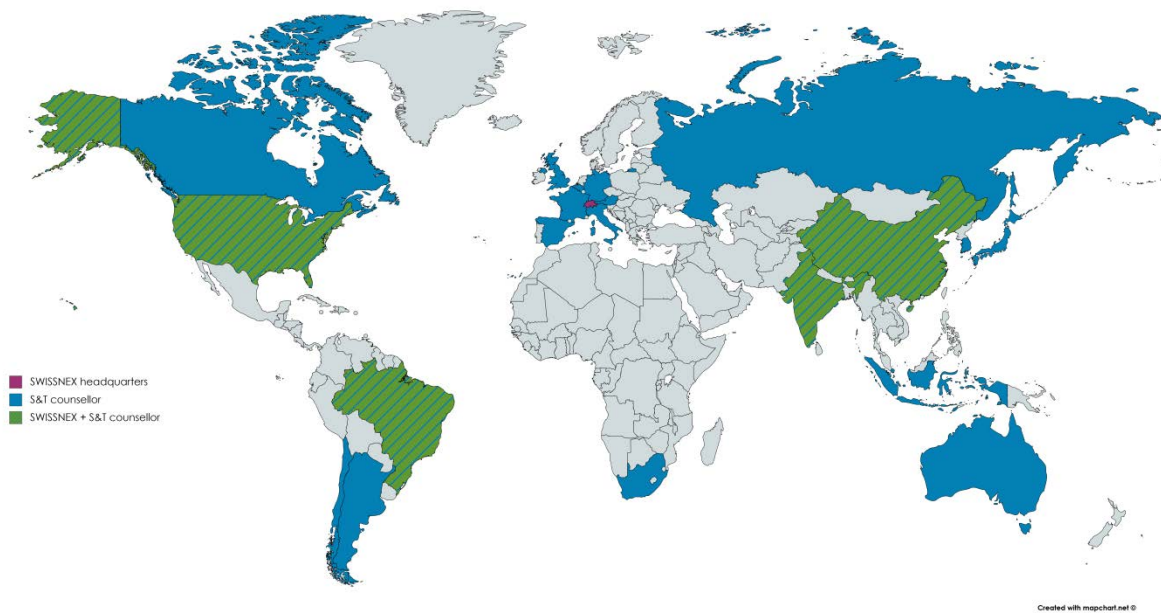 SWISSNEX headquarters
S&T counsellor
SWISSNEX + S&T counsellor
Created with mapchart.net ©